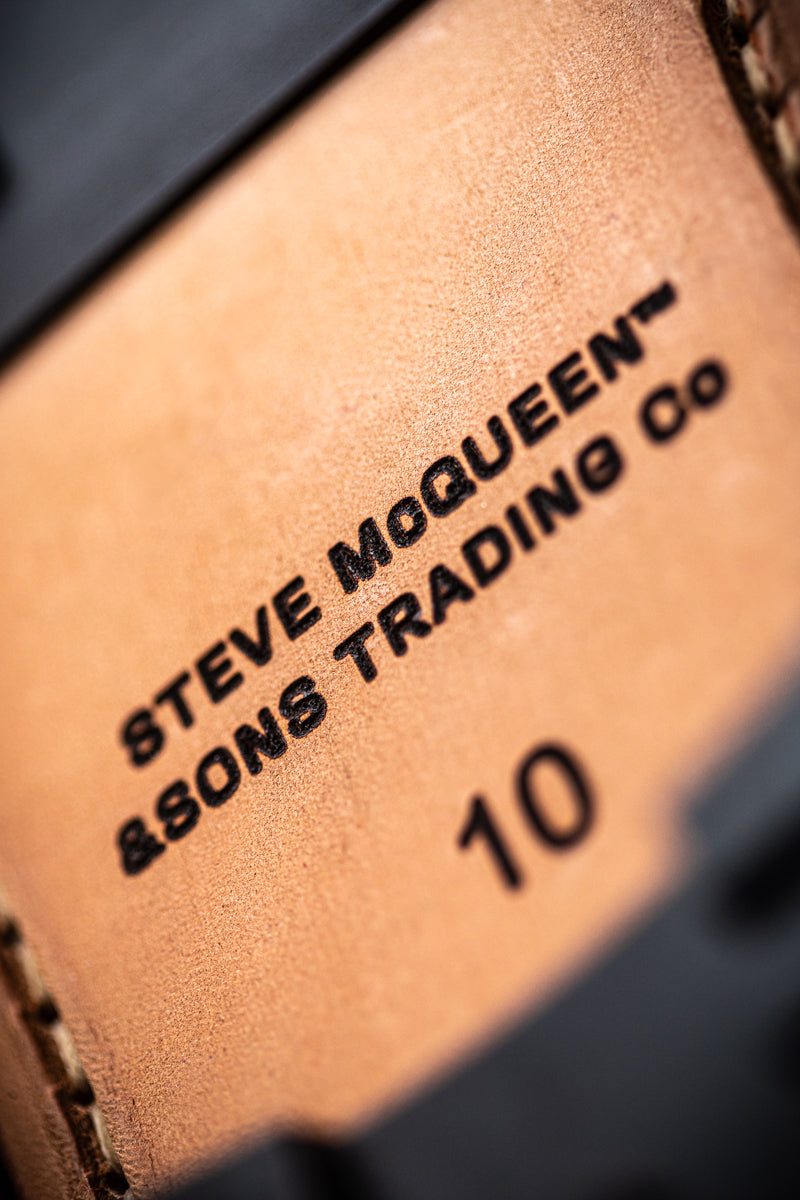 STEVE McQUEEN™
&SONS TRADING Co
10